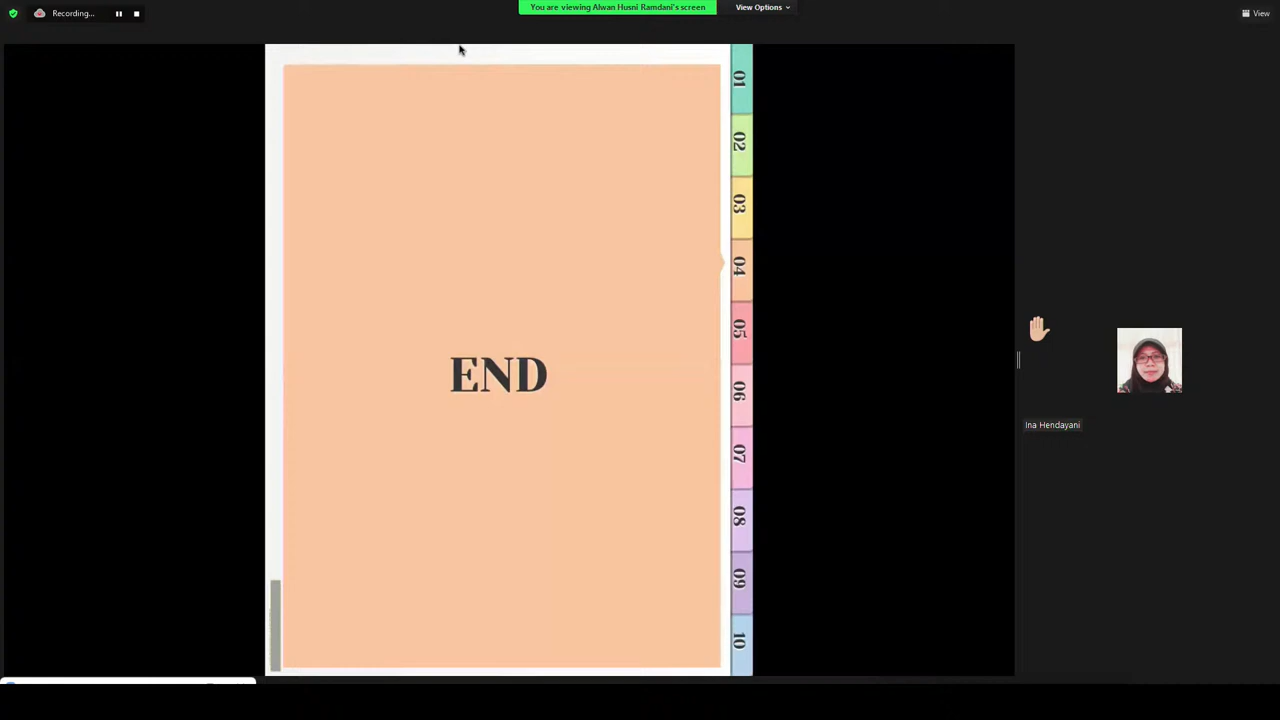 Recording...
You are viewing Alwan Husni Ramdani's screen
View Options
View
01
02
03
04
05
06
07
08
09
10
END
Ina Hendayani